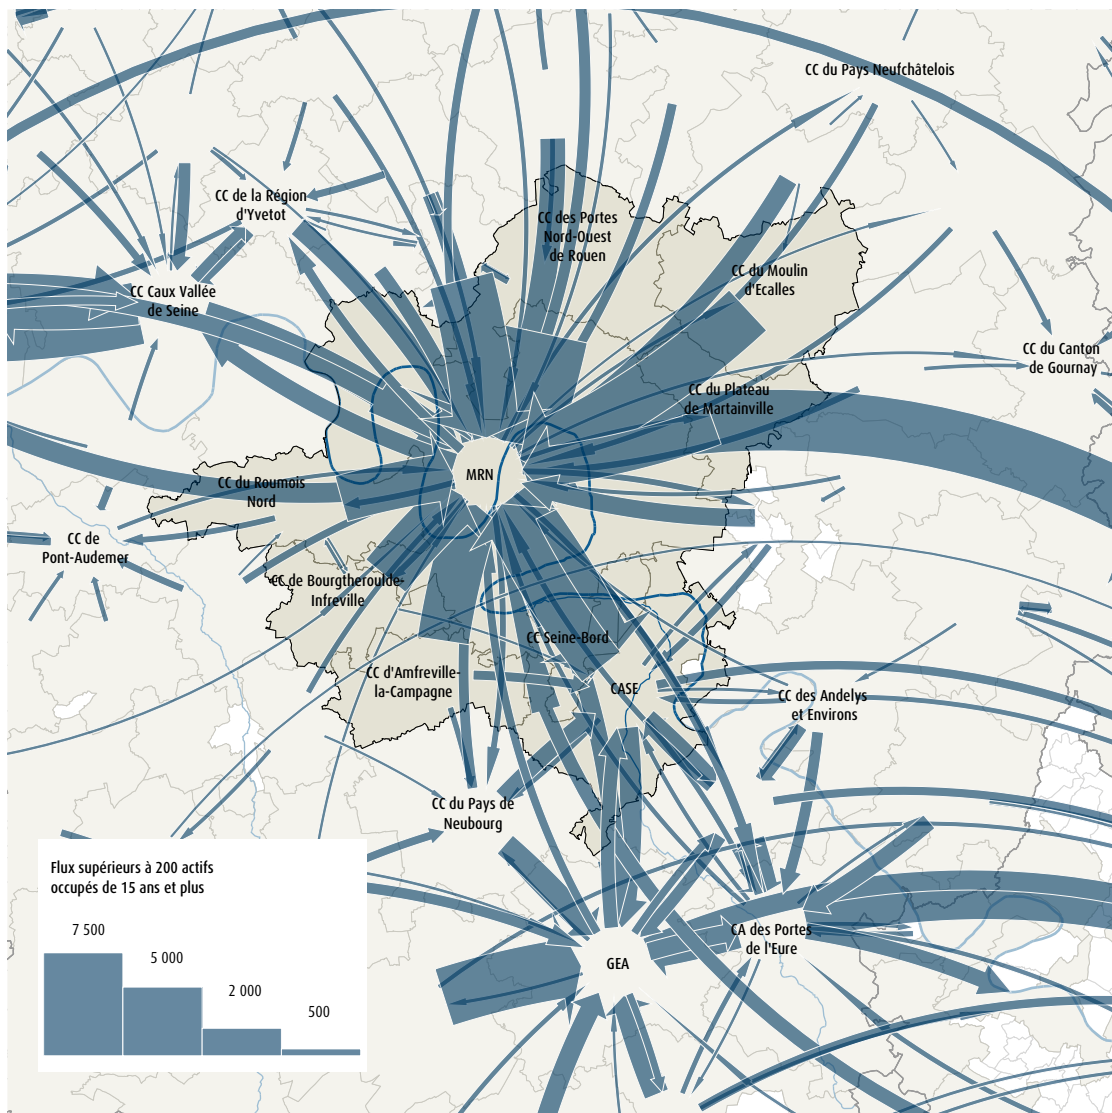 CC du Pays Neufchâtelois
CC de la Région
d'Yvetot
CC des Portes
Nord-Ouest
de Rouen
CC du Moulin
d'Ecalles
CC Caux Vallée
de Seine
CC du Canton
de Gournay
CC du Plateau
de Martainville
MRN
CC du Roumois
Nord
CC de
Pont-Audemer
CC de Bourgtheroulde-
Infreville
CC Seine-Bord
CC d'Amfreville-
la-Campagne
CASE
CC des Andelys
et Environs
CC du Pays de
Neubourg
CA des Portes
de l'Eure
GEA
Flux supérieurs à 200 actifs
occupés de 15 ans et plus
7 500
5 000
2 000
500